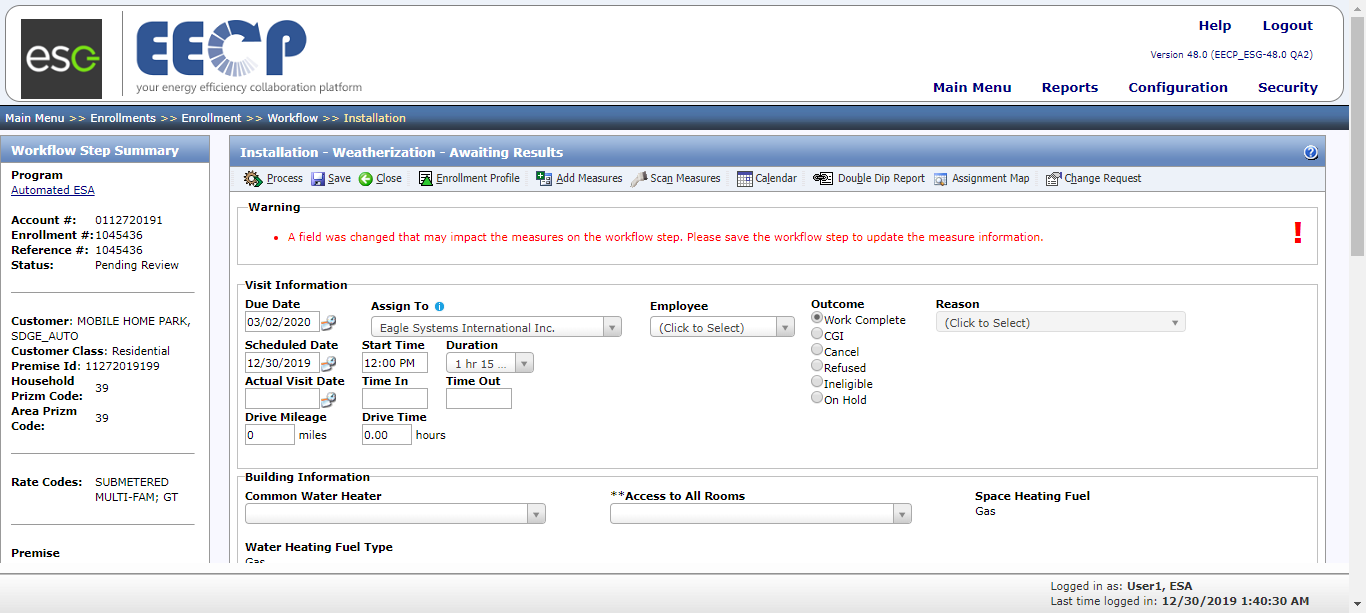 esg
EECP
your energy efficiency collaboration platform
Help Logout
Version 48.0 (EECP_ESG-48.0 QA2)
Main Menu Reports Configuration Security
Main Menu >> Enrollments >> Enrollment >> Workflow >> Installation
Workflow Step Summary
Program
Automated ESA
Account #: 0112720191
Enrollment #: 1045436
Reference #: 1045436
Status: Pending Review
Customer: MOBILE HOME PARK,
SDGE_AUTO
Customer Class: Residential
Premise Id: 11272019199
Household
Prizm Code: 39
Area Prizm
Code: 39
Rate Codes: SUBMETERED
MULTI-FAM; GT
Premise
Installation - Weatherization - Awaiting Results
?
Process Save Close Enrollment Profile Add Measures Scan Measures Calendar Double Dip Report Assignment Map Change Request
Warning
• A field was changed that may impact the measures on the workflow step. Please save the workflow step to update the measure information.
!
Visit Information
Due Date Assign To i Employee Outcome Reason
03/02/2020 Eagle Systems International Inc. (Click to Select) Work Complete (Click to Select)
CGI
Scheduled Date Start Time Duration Cancel
12/30/2019 12:00 PM 1 hr 15 ... Refused
Actual Visit Date Time In Time Out Ineligible
On Hold
Drive Mileage Drive Time
0 miles 0.00 hours
Building Information
Common Water Heater **Access to All Rooms Space Heating Fuel
Gas
Water Heating Fuel Type
Gas
Logged in as: User1, ESA
Last time logged in: 12/30/2019 1:40:30 AM